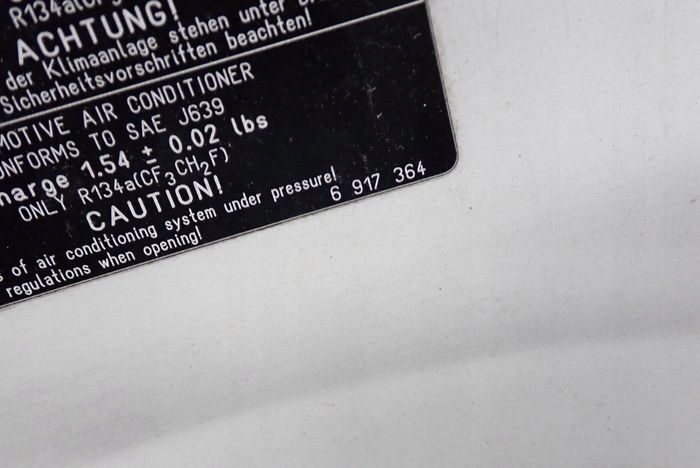 R134a(C
ACHTUNG!
der Klimaanlage stehen unter
Sicherheitsvorschriften beachten!
MOTIVE AIR CONDITIONER
ONFORMS TO SAE J639
harge 1.54 ± 0.02 lbs
ONLY R134a(CF₃CH₂F)
CAUTION!
s of air conditioning system under pressure!
regulations when opening!
6 917 364